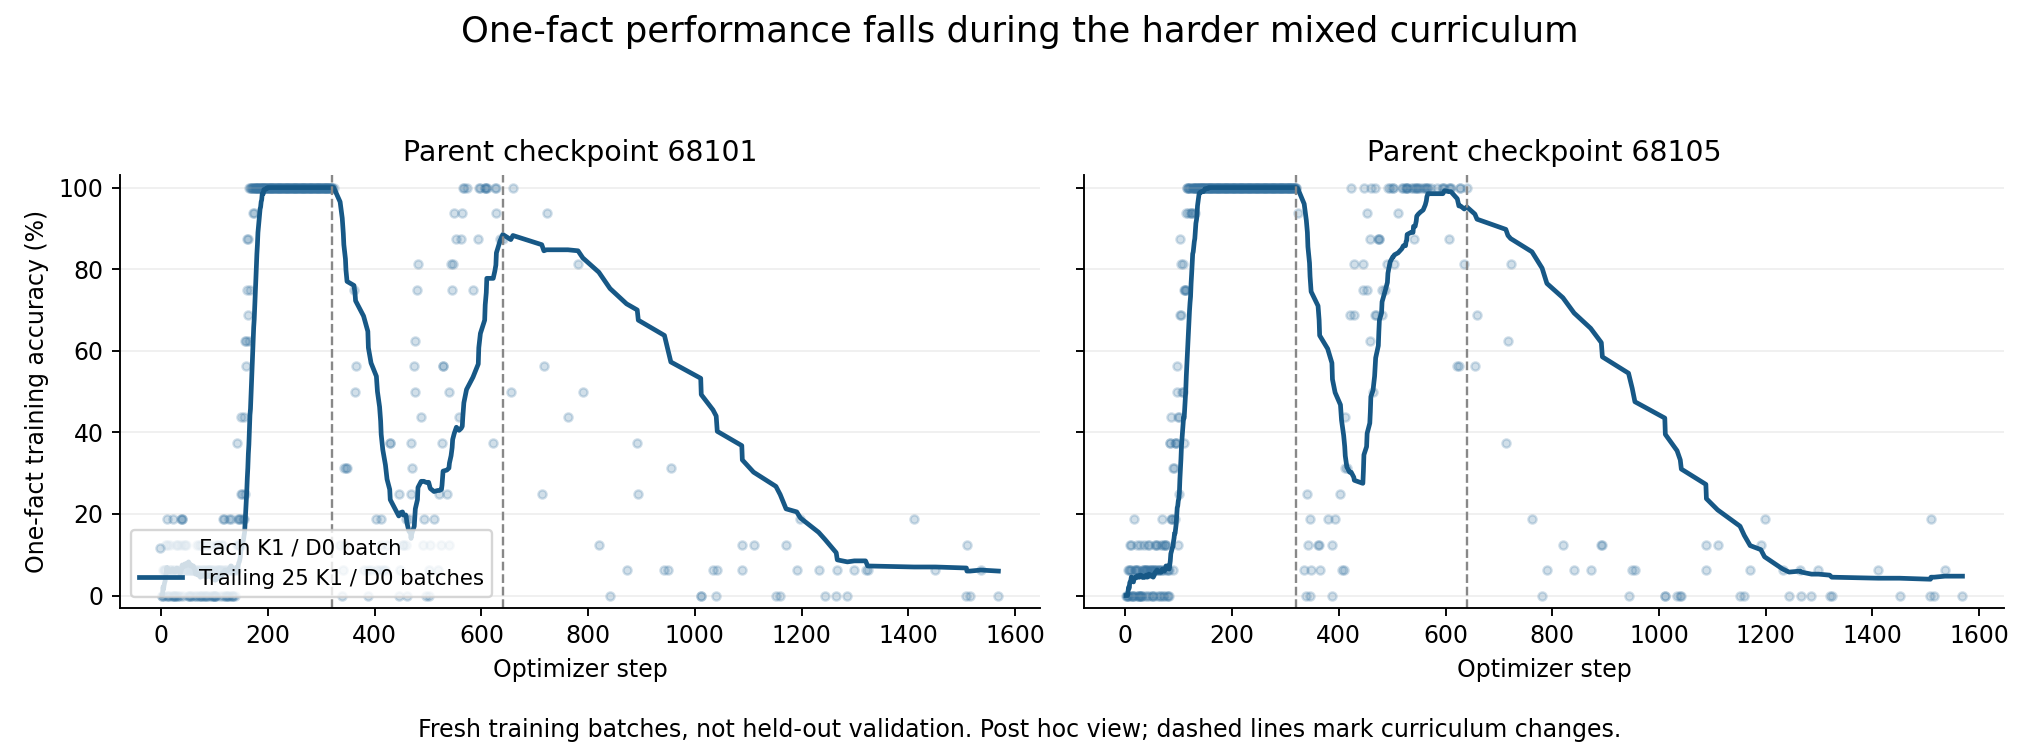 One-fact performance falls during the harder mixed curriculum
Parent checkpoint 68101
Parent checkpoint 68105
One-fact training accuracy (%)
100
80
60
40
20
0
Each K1 / D0 batch
Trailing 25 K1 / D0 batches
0 200 400 600 800 1000 1200 1400 1600
0 200 400 600 800 1000 1200 1400 1600
Optimizer step
Optimizer step
Fresh training batches, not held-out validation. Post hoc view; dashed lines mark curriculum changes.